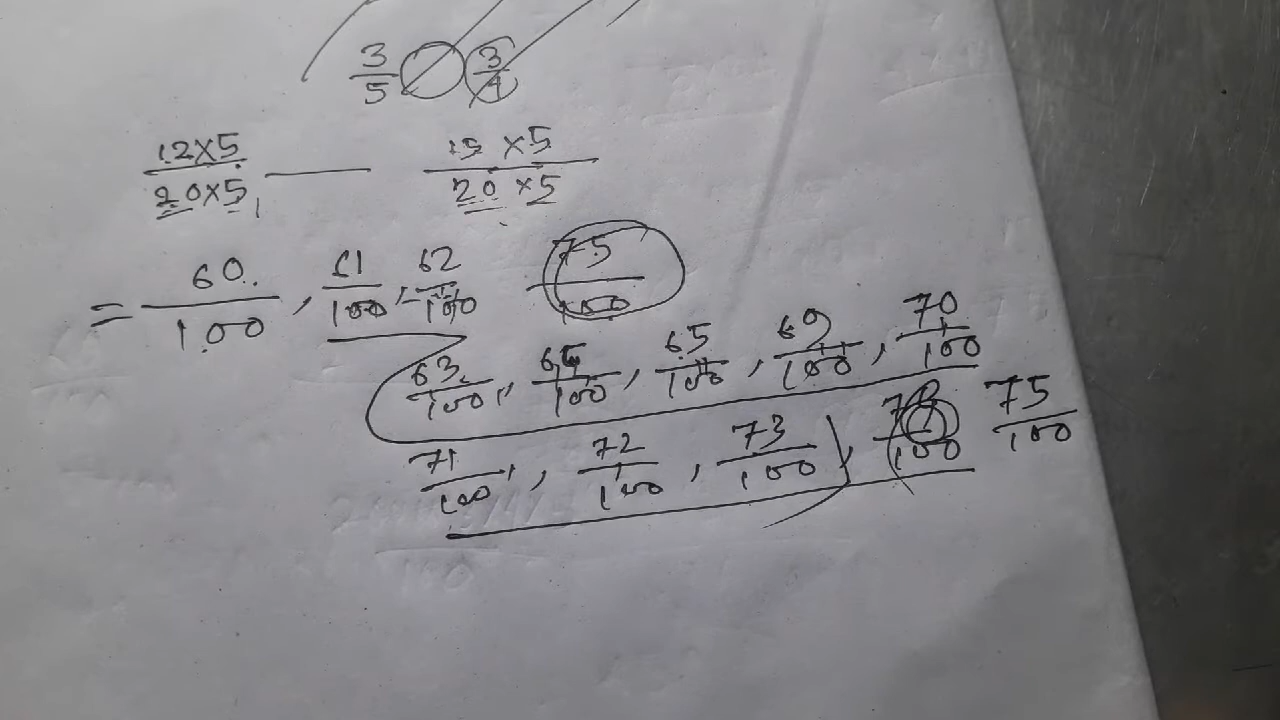 3/5 3/4
12×5/20×5, 15×5/20×5
= 60/100, 61/100, 62/100 75/100
63/100, 64/100, 65/100, 69/100, 70/100
71/100, 72/100, 73/100, /100 75/100